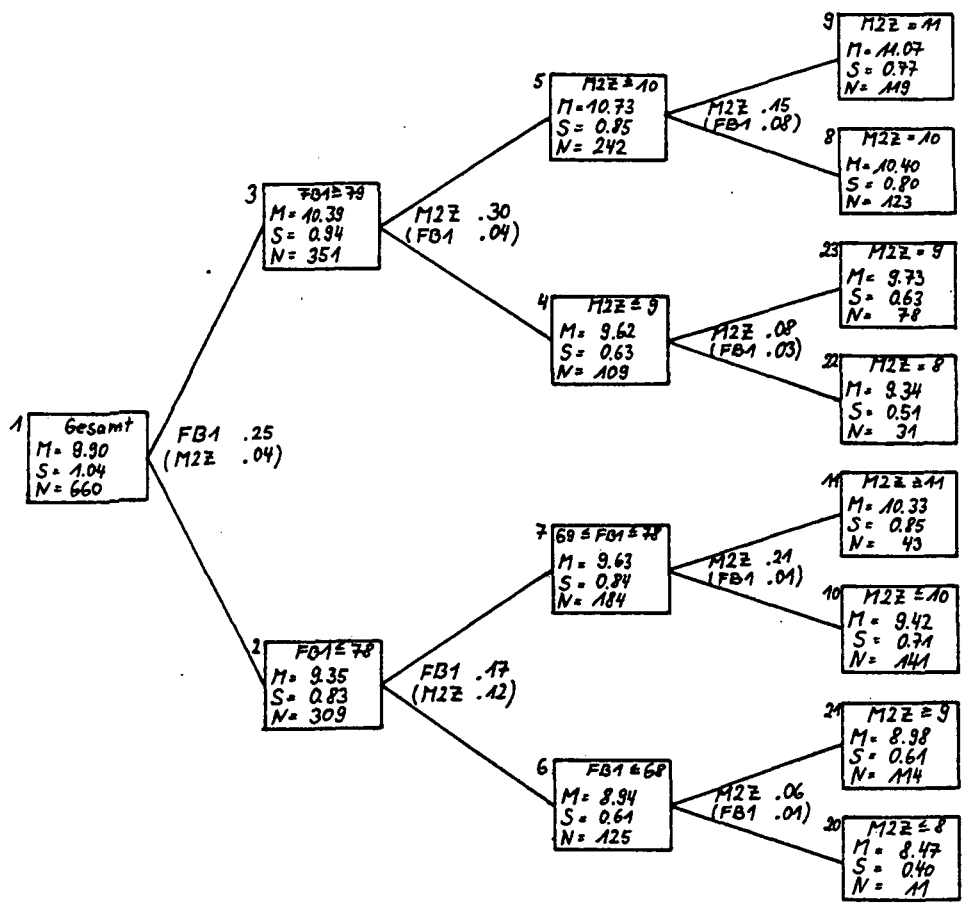 9
M2Z = 11
M= 11.07
S = 0.77
N= 119
5
M2Z ≥ 10
M= 10.73
S = 0.85
N = 242
M2Z .15
(FB1 .08)
8
M2Z = 10
M= 10.40
S = 0.80
N = 123
3
FB1 ≥ 79
M= 10.39
S = 0.94
N = 351
M2Z .30
(FB1 .04)
23
M2Z = 9
M = 9.73
S = 0.63
N = 78
4
M2Z ≤ 9
M = 9.62
S = 0.63
N = 109
M2Z .08
(FB1 .03)
22
M2Z = 8
M = 9.34
S = 0.51
N = 31
1
Gesamt
M = 9.90
S = 1.04
N = 660
FB1 .25
(M2Z .04)
11
M2Z ≥ 11
M = 10.33
S = 0.85
N = 43
7
69 ≤ FB1 ≤ 78
M = 9.63
S = 0.84
N = 184
M2Z .21
(FB1 .01)
10
M2Z ≤ 10
M = 9.42
S = 0.71
N = 141
2
FB1 ≤ 78
M = 9.35
S = 0.83
N = 309
FB1 .17
(M2Z .12)
21
M2Z ≥ 9
M = 8.98
S = 0.61
N = 114
6
FB1 ≤ 68
M = 8.94
S = 0.61
N = 125
M2Z .06
(FB1 .01)
20
M2Z ≤ 8
M = 8.47
S = 0.40
N = 11